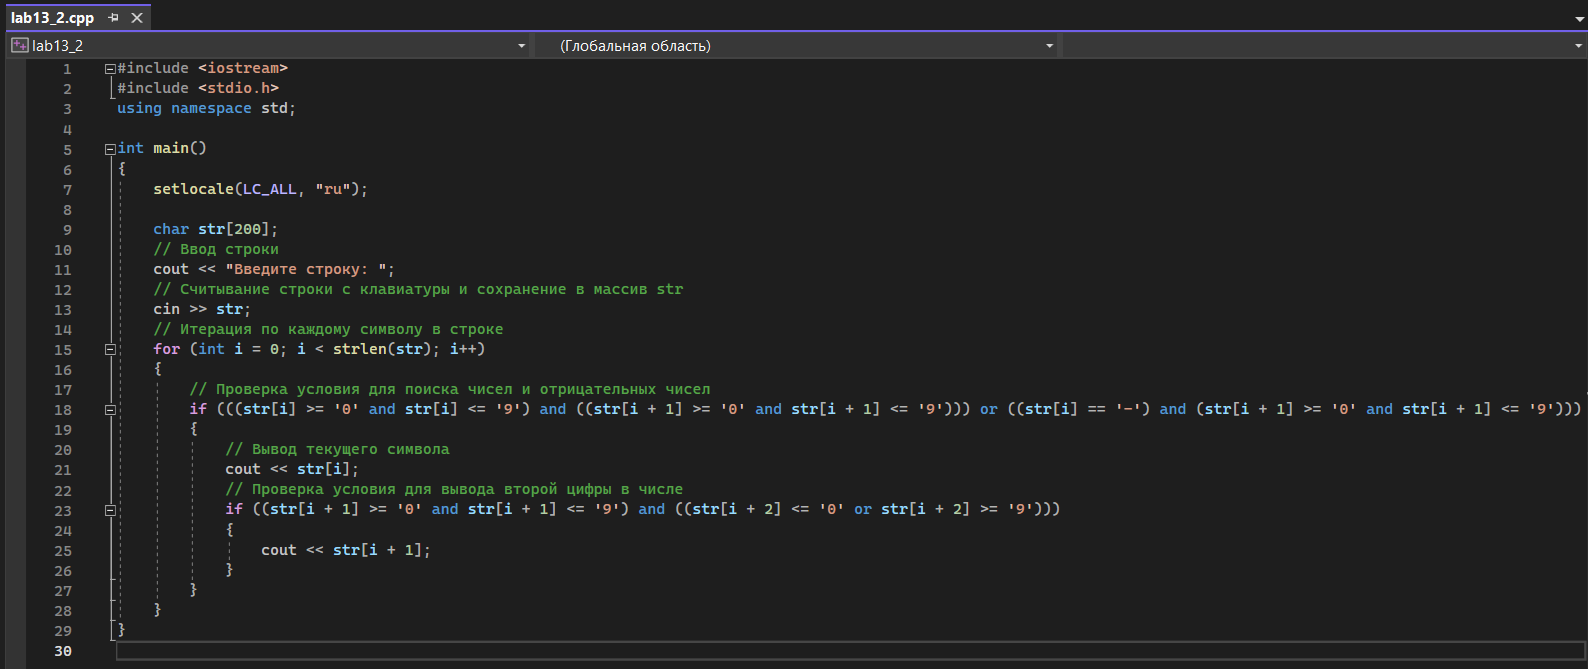 lab13_2.cpp
lab13_2 (Глобальная область)
1 #include <iostream>
2 #include <stdio.h>
3 using namespace std;
4
5 int main()
6 {
7 setlocale(LC_ALL, "ru");
8
9 char str[200];
10 // Ввод строки
11 cout << "Введите строку: ";
12 // Считывание строки с клавиатуры и сохранение в массив str
13 cin >> str;
14 // Итерация по каждому символу в строке
15 for (int i = 0; i < strlen(str); i++)
16 {
17 // Проверка условия для поиска чисел и отрицательных чисел
18 if (((str[i] >= '0' and str[i] <= '9') and ((str[i + 1] >= '0' and str[i + 1] <= '9'))) or ((str[i] == '-') and (str[i + 1] >= '0' and str[i + 1] <= '9')))
19 {
20 // Вывод текущего символа
21 cout << str[i];
22 // Проверка условия для вывода второй цифры в числе
23 if ((str[i + 1] >= '0' and str[i + 1] <= '9') and ((str[i + 2] <= '0' or str[i + 2] >= '9')))
24 {
25 cout << str[i + 1];
26 }
27 }
28 }
29 }
30